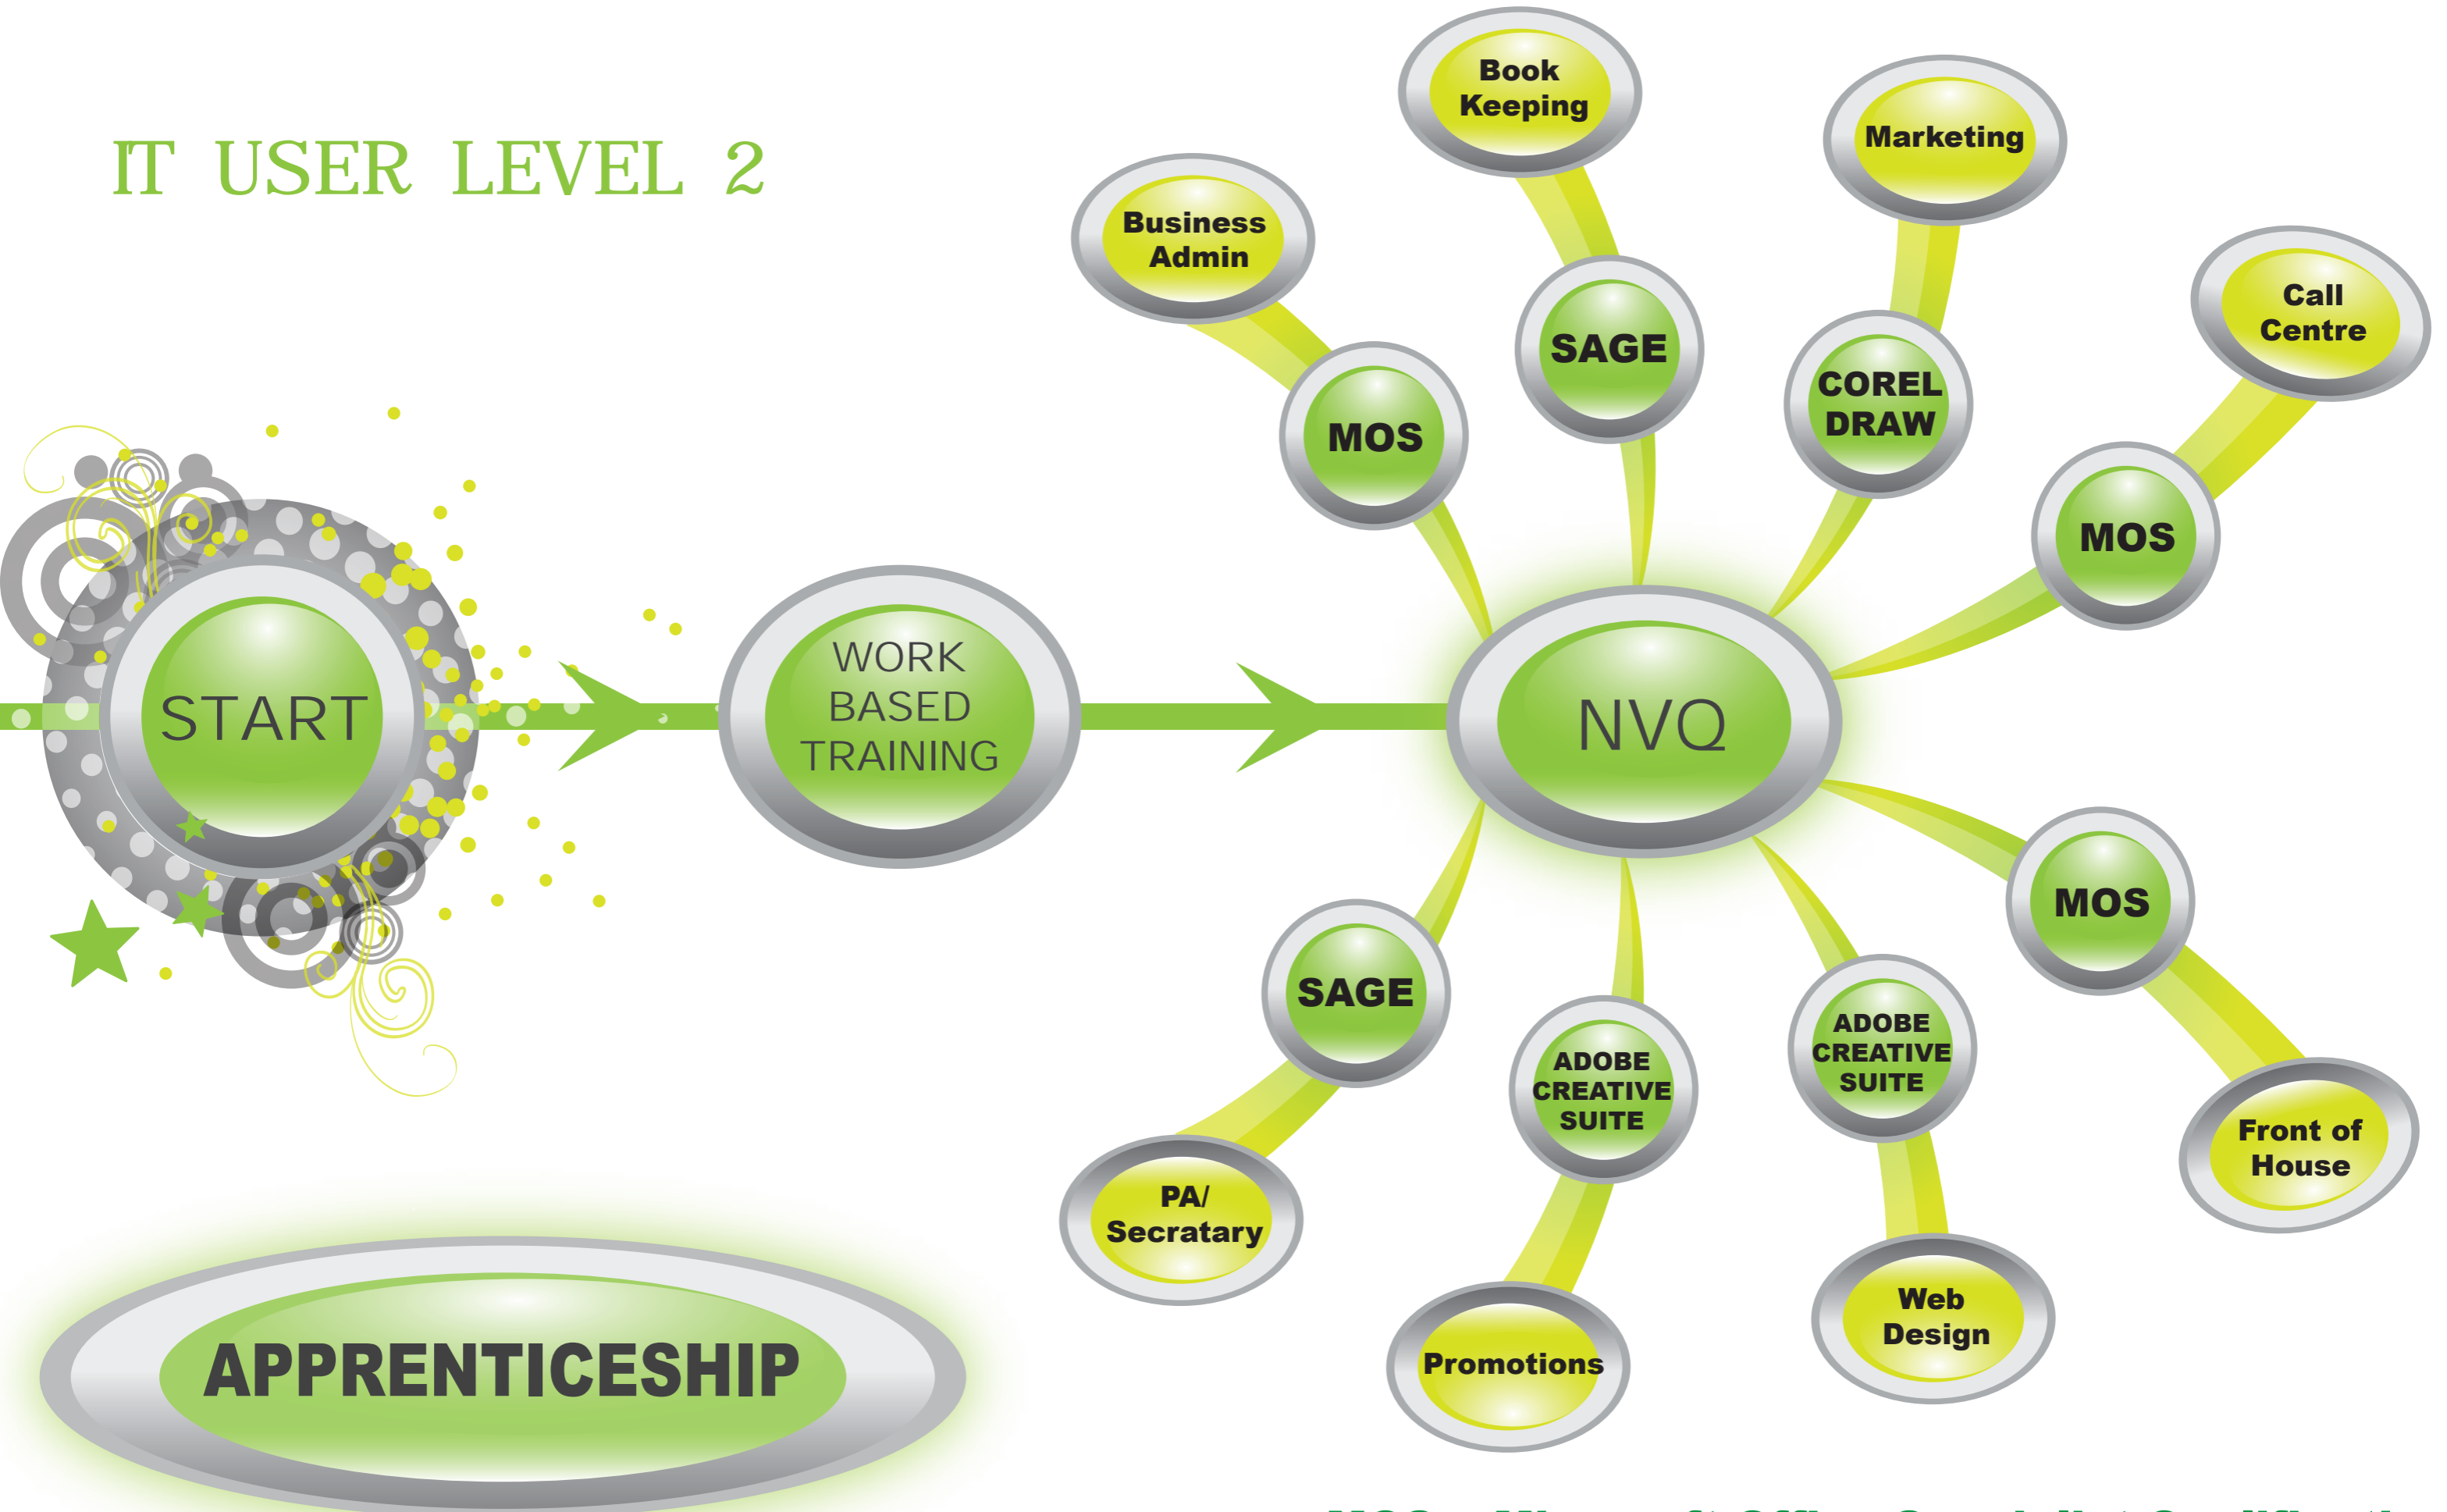 IT USER LEVEL 2
Book
Keeping
Marketing
Business
Admin
Call
Centre
SAGE
COREL
DRAW
MOS
MOS
START
WORK
BASED
TRAINING
NVQ
MOS
SAGE
ADOBE
CREATIVE
SUITE
ADOBE
CREATIVE
SUITE
Front of
House
PA/
Secratary
Web
Design
Promotions
APPRENTICESHIP